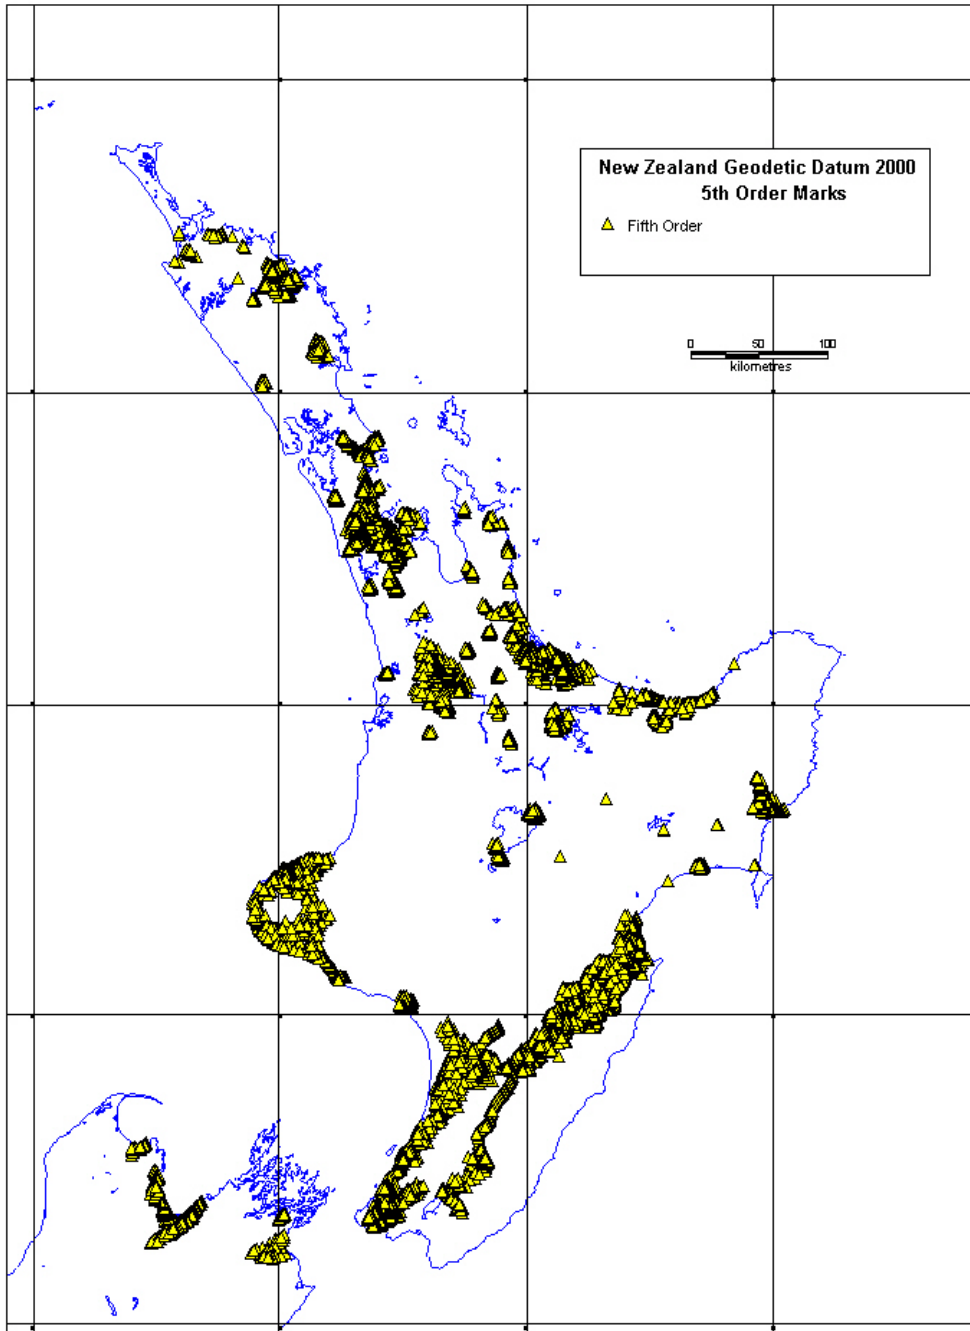 New Zealand Geodetic Datum 2000
5th Order Marks
Fifth Order
0 50 100
kilometres